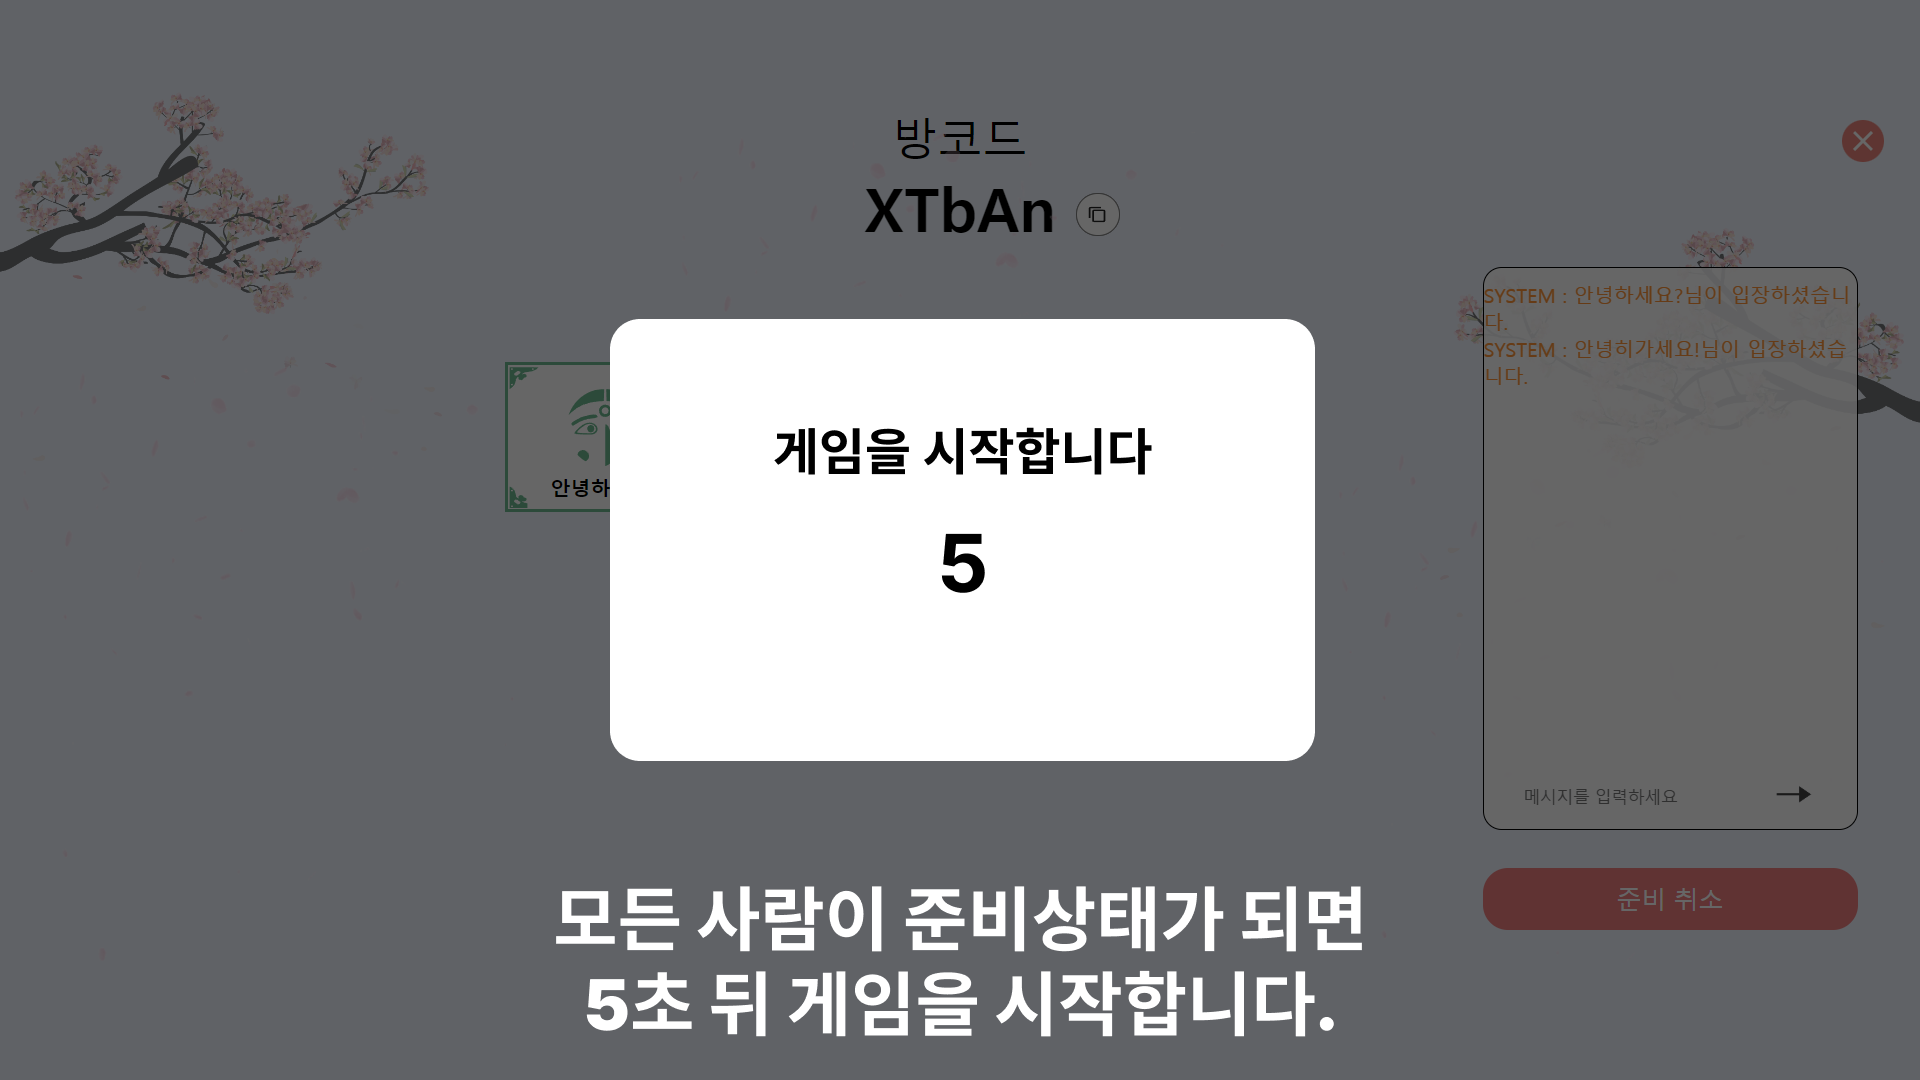 방코드
XTbAn
SYSTEM : 안녕하세요?님이 입장하셨습니
다.
SYSTEM : 안녕히가세요!님이 입장하셨습
니다.
안녕하
게임을 시작합니다
5
메시지를 입력하세요
준비 취소
모든 사람이 준비상태가 되면
5초 뒤 게임을 시작합니다.